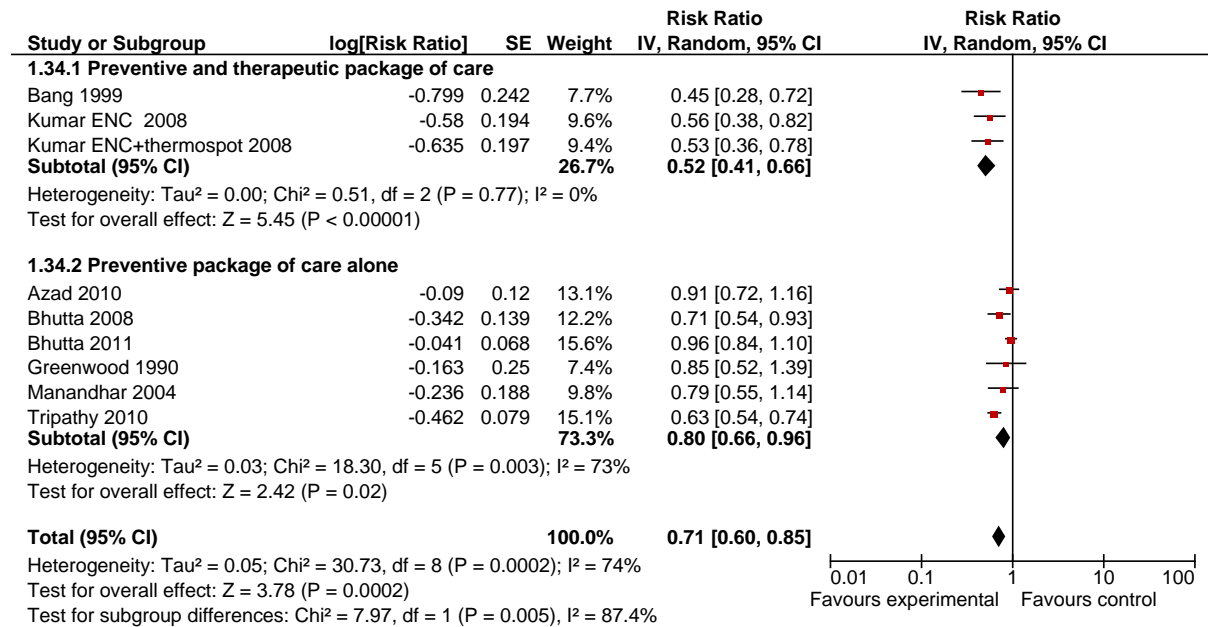 Risk Ratio Risk Ratio
Study or Subgroup log[Risk Ratio] SE Weight IV, Random, 95% CI IV, Random, 95% CI
1.34.1 Preventive and therapeutic package of care
Bang 1999 -0.799 0.242 7.7% 0.45 [0.28, 0.72]
Kumar ENC 2008 -0.58 0.194 9.6% 0.56 [0.38, 0.82]
Kumar ENC+thermospot 2008 -0.635 0.197 9.4% 0.53 [0.36, 0.78]
Subtotal (95% CI) 26.7% 0.52 [0.41, 0.66]
Heterogeneity: Tau² = 0.00; Chi² = 0.51, df = 2 (P = 0.77); I² = 0%
Test for overall effect: Z = 5.45 (P < 0.00001)
1.34.2 Preventive package of care alone
Azad 2010 -0.09 0.12 13.1% 0.91 [0.72, 1.16]
Bhutta 2008 -0.342 0.139 12.2% 0.71 [0.54, 0.93]
Bhutta 2011 -0.041 0.068 15.6% 0.96 [0.84, 1.10]
Greenwood 1990 -0.163 0.25 7.4% 0.85 [0.52, 1.39]
Manandhar 2004 -0.236 0.188 9.8% 0.79 [0.55, 1.14]
Tripathy 2010 -0.462 0.079 15.1% 0.63 [0.54, 0.74]
Subtotal (95% CI) 73.3% 0.80 [0.66, 0.96]
Heterogeneity: Tau² = 0.03; Chi² = 18.30, df = 5 (P = 0.003); I² = 73%
Test for overall effect: Z = 2.42 (P = 0.02)
Total (95% CI) 100.0% 0.71 [0.60, 0.85]
Heterogeneity: Tau² = 0.05; Chi² = 30.73, df = 8 (P = 0.0002); I² = 74%
Test for overall effect: Z = 3.78 (P = 0.0002)
Test for subgroup differences: Chi² = 7.97, df = 1 (P = 0.005), I² = 87.4%
0.01 0.1 1 10 100
Favours experimental Favours control